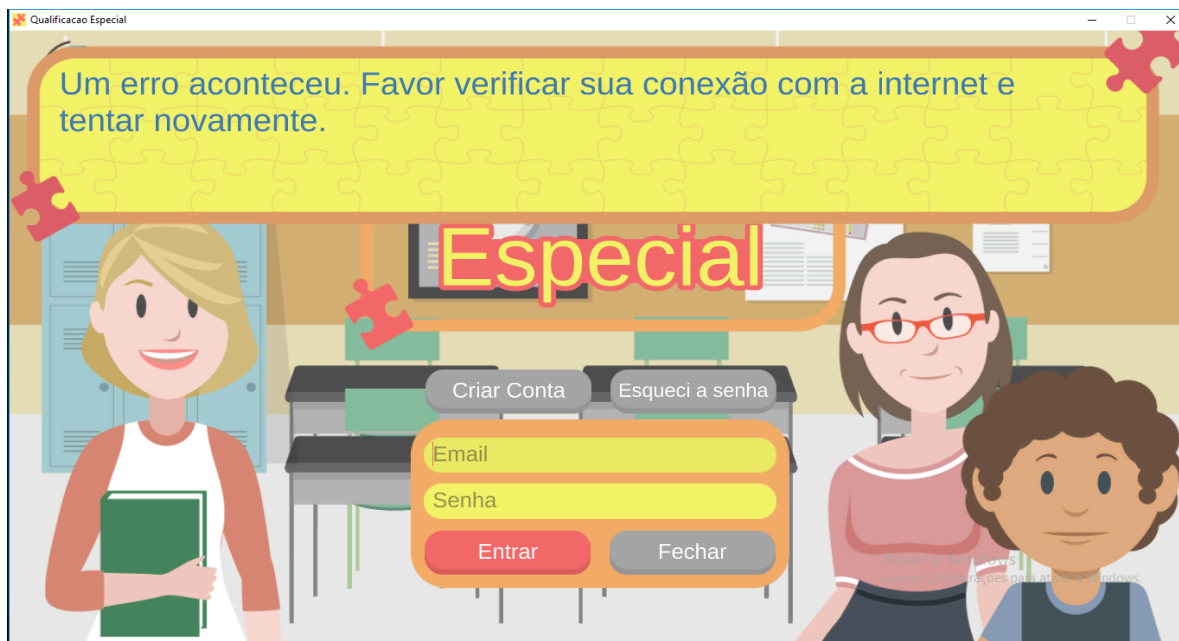 Qualificacao Especial
Um erro aconteceu. Favor verificar sua conexão com a internet e
tentar novamente.
Especial
Criar Conta
Esqueci a senha
Email
Senha
Entrar
Fechar